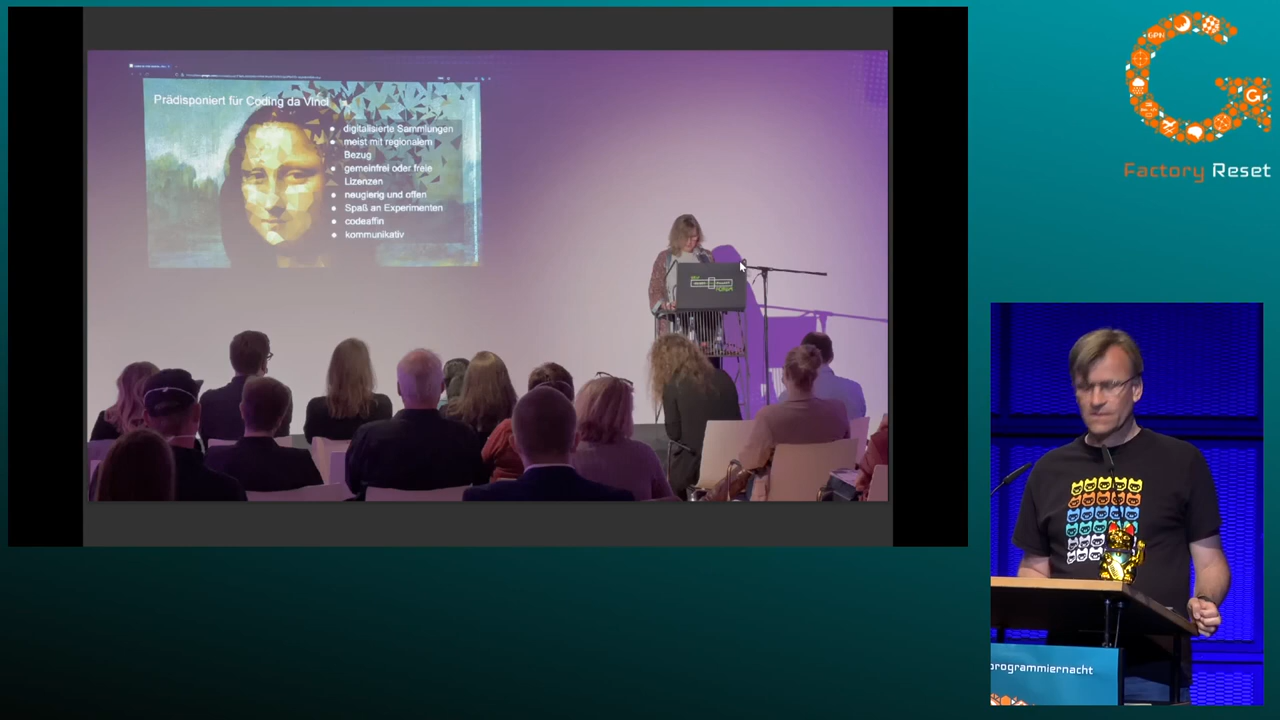 Prädisponiert für Coding da Vinci
digitalisierte Sammlungen
meist mit regionalem
Bezug
gemeinfrei oder freie
Lizenzen
neugierig und offen
Spaß an Experimenten
codeaffin
kommunikativ
GPN
G
Factory Reset
programmiernacht